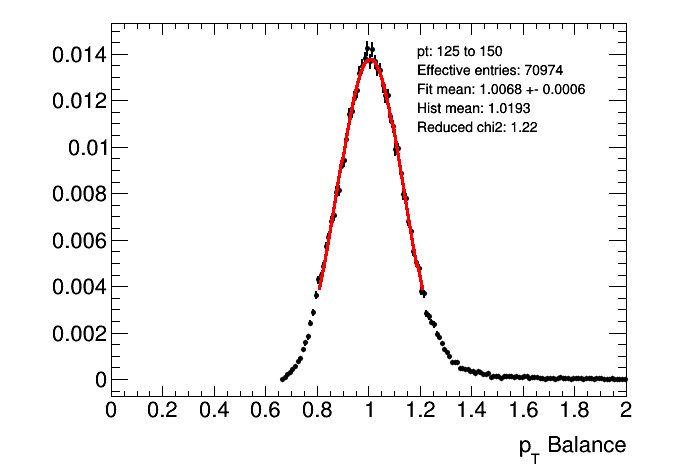 pt: 125 to 150
Effective entries: 70974
Fit mean: 1.0068 +- 0.0006
Hist mean: 1.0193
Reduced chi2: 1.22
0.014
0.012
0.01
0.008
0.006
0.004
0.002
0
0 0.2 0.4 0.6 0.8 1 1.2 1.4 1.6 1.8 2
pT Balance